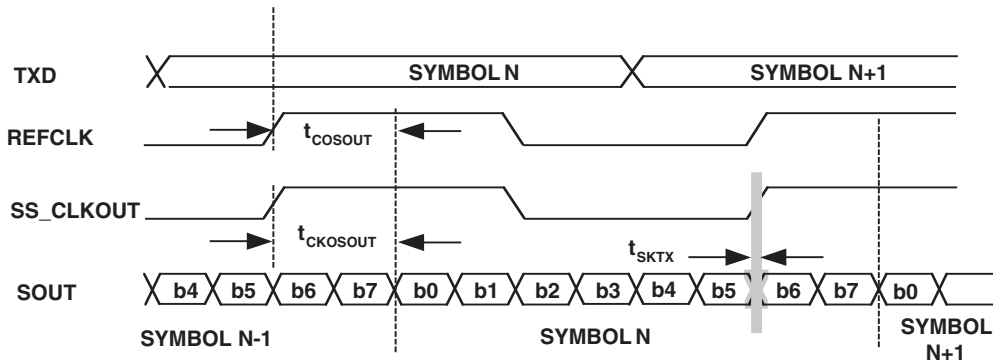 TXD
SYMBOL N
SYMBOL N+1
REFCLK
tCOSOUT
SS_CLKOUT
tCKOSOUT
tSKTX
SOUT
b4 b5 b6 b7 b0 b1 b2 b3 b4 b5 b6 b7 b0
SYMBOL N-1
SYMBOL N
SYMBOL
N+1